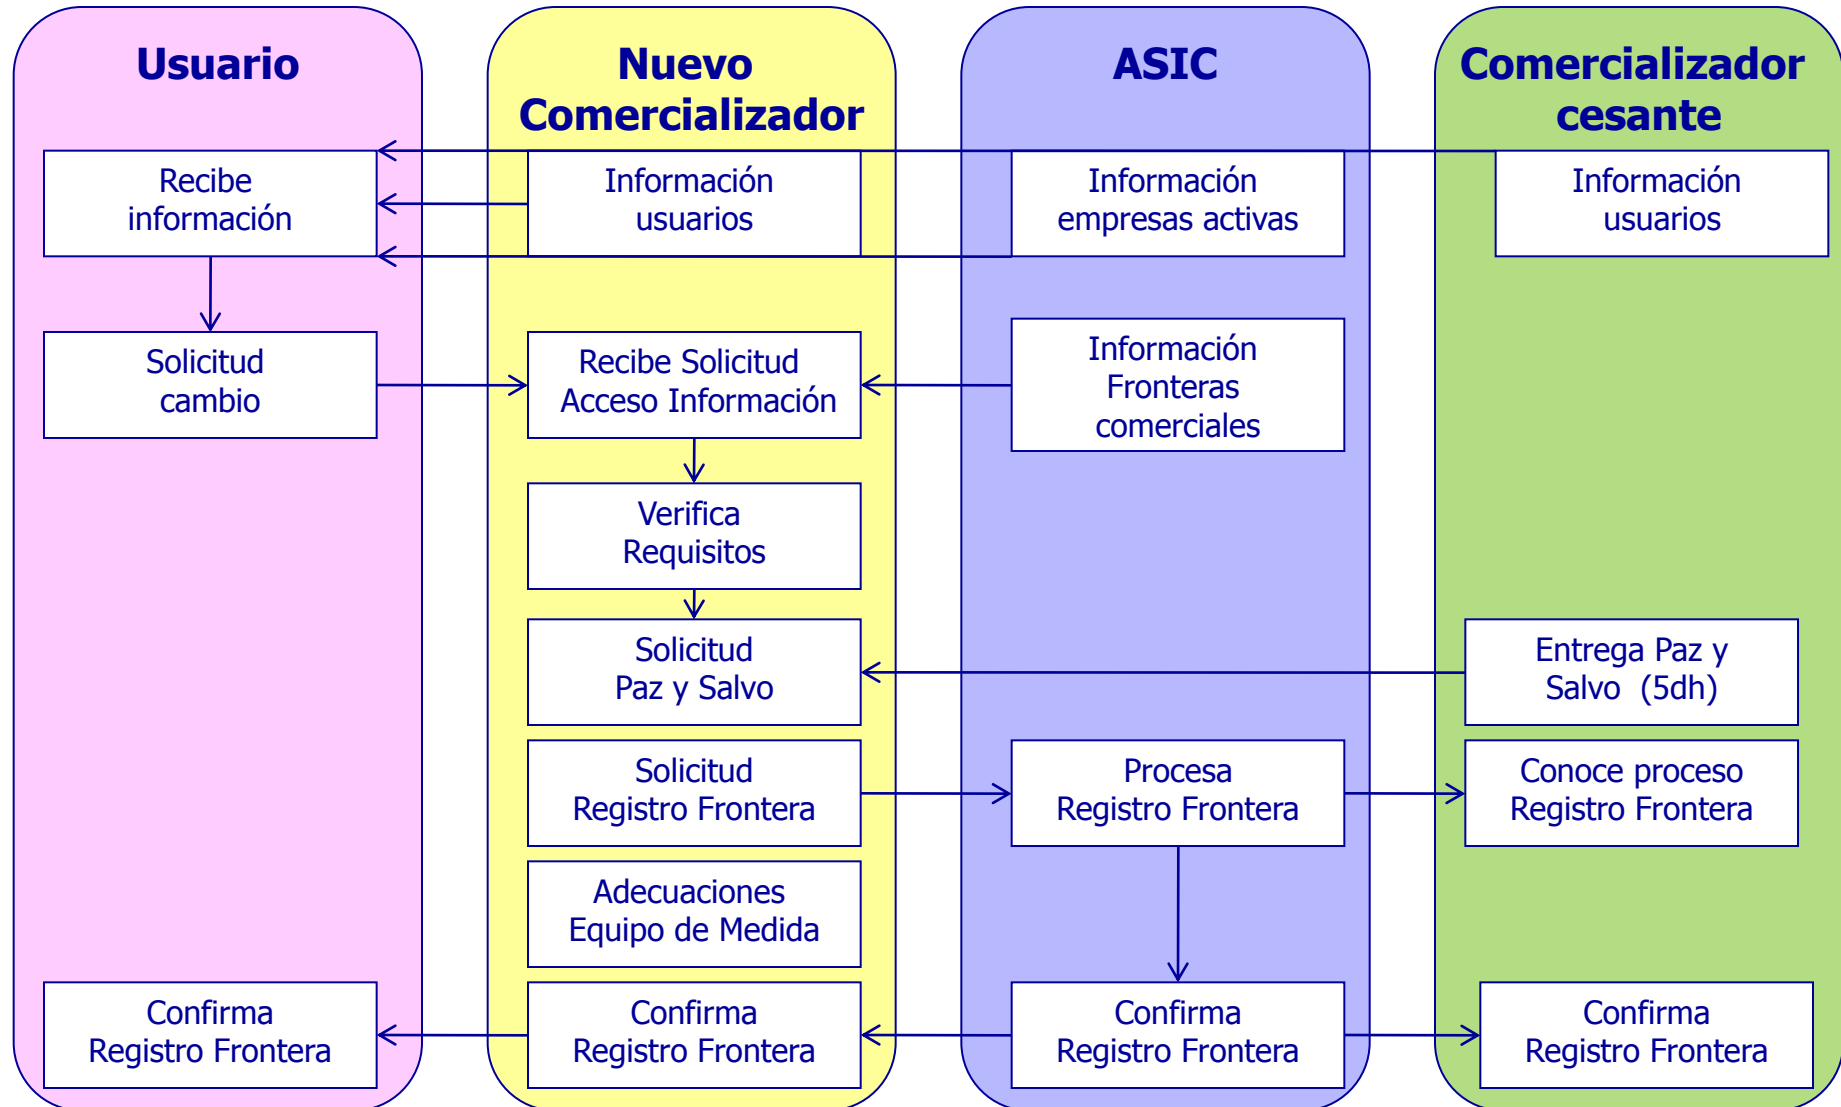 Usuario
Nuevo
Comercializador
ASIC
Comercializador
cesante
Recibe
información
Información
usuarios
Información
empresas activas
Información
usuarios
Solicitud
cambio
Recibe Solicitud
Acceso Información
Información
Fronteras
comerciales
Verifica
Requisitos
Solicitud
Paz y Salvo
Entrega Paz y
Salvo (5dh)
Solicitud
Registro Frontera
Procesa
Registro Frontera
Conoce proceso
Registro Frontera
Adecuaciones
Equipo de Medida
Confirma
Registro Frontera
Confirma
Registro Frontera
Confirma
Registro Frontera
Confirma
Registro Frontera